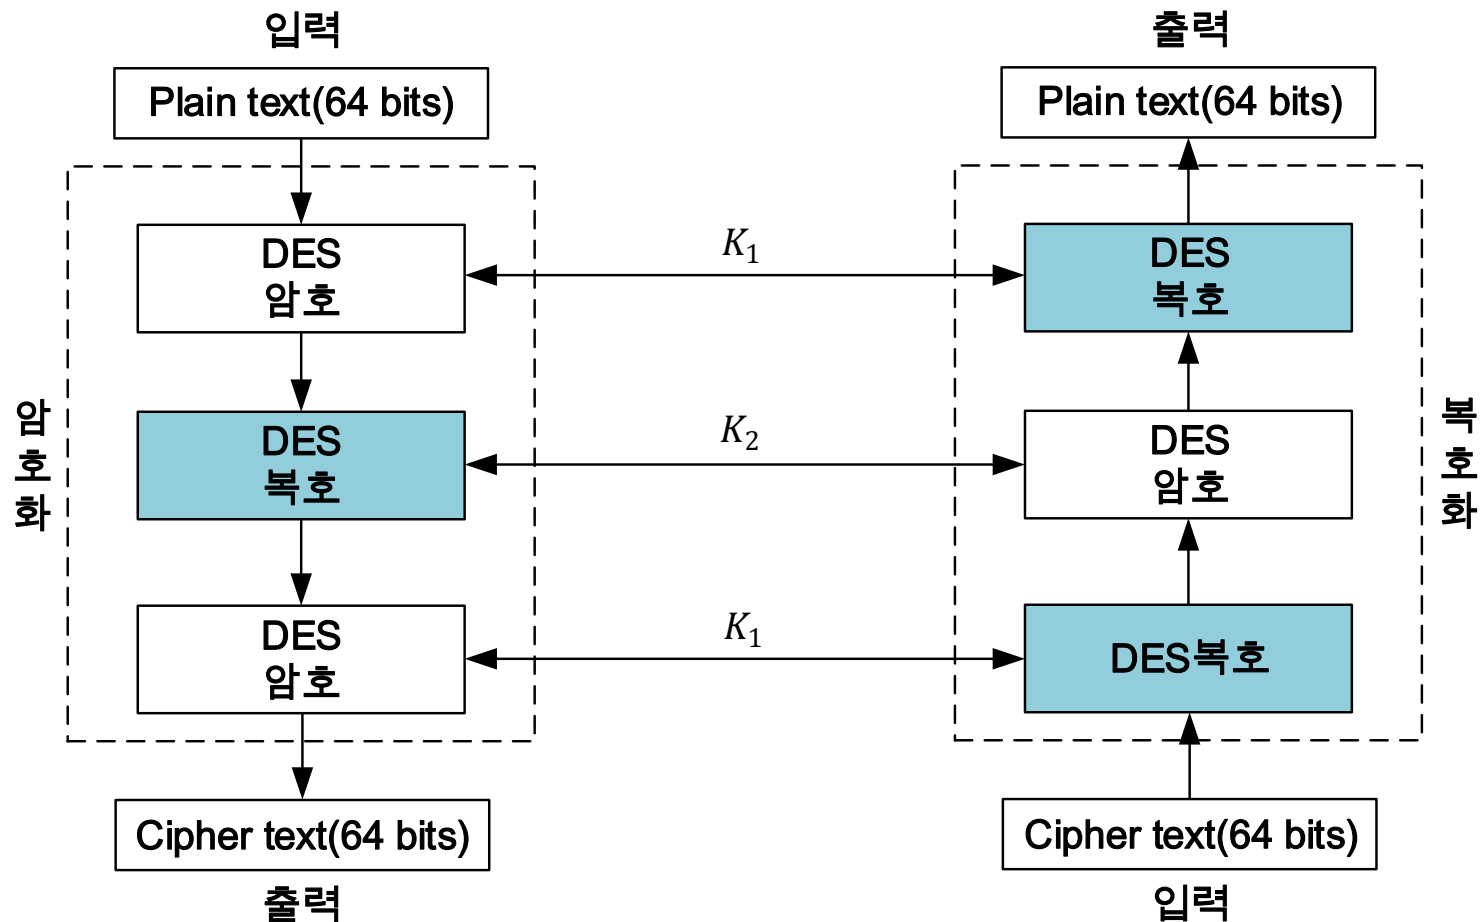 입력
Plain text(64 bits)
DES
암호
DES
복호
DES
암호
Cipher text(64 bits)
출력
암
호
화
K₁
K₂
K₁
출력
Plain text(64 bits)
DES
복호
DES
암호
DES복호
Cipher text(64 bits)
입력
복
호
화